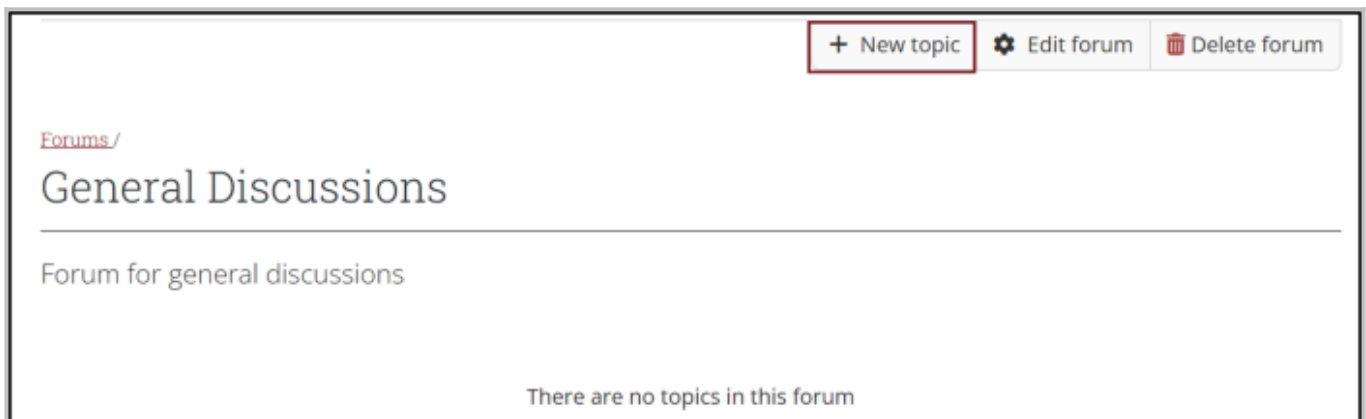 + New topic Edit forum Delete forum
Forums /
General Discussions
Forum for general discussions
There are no topics in this forum